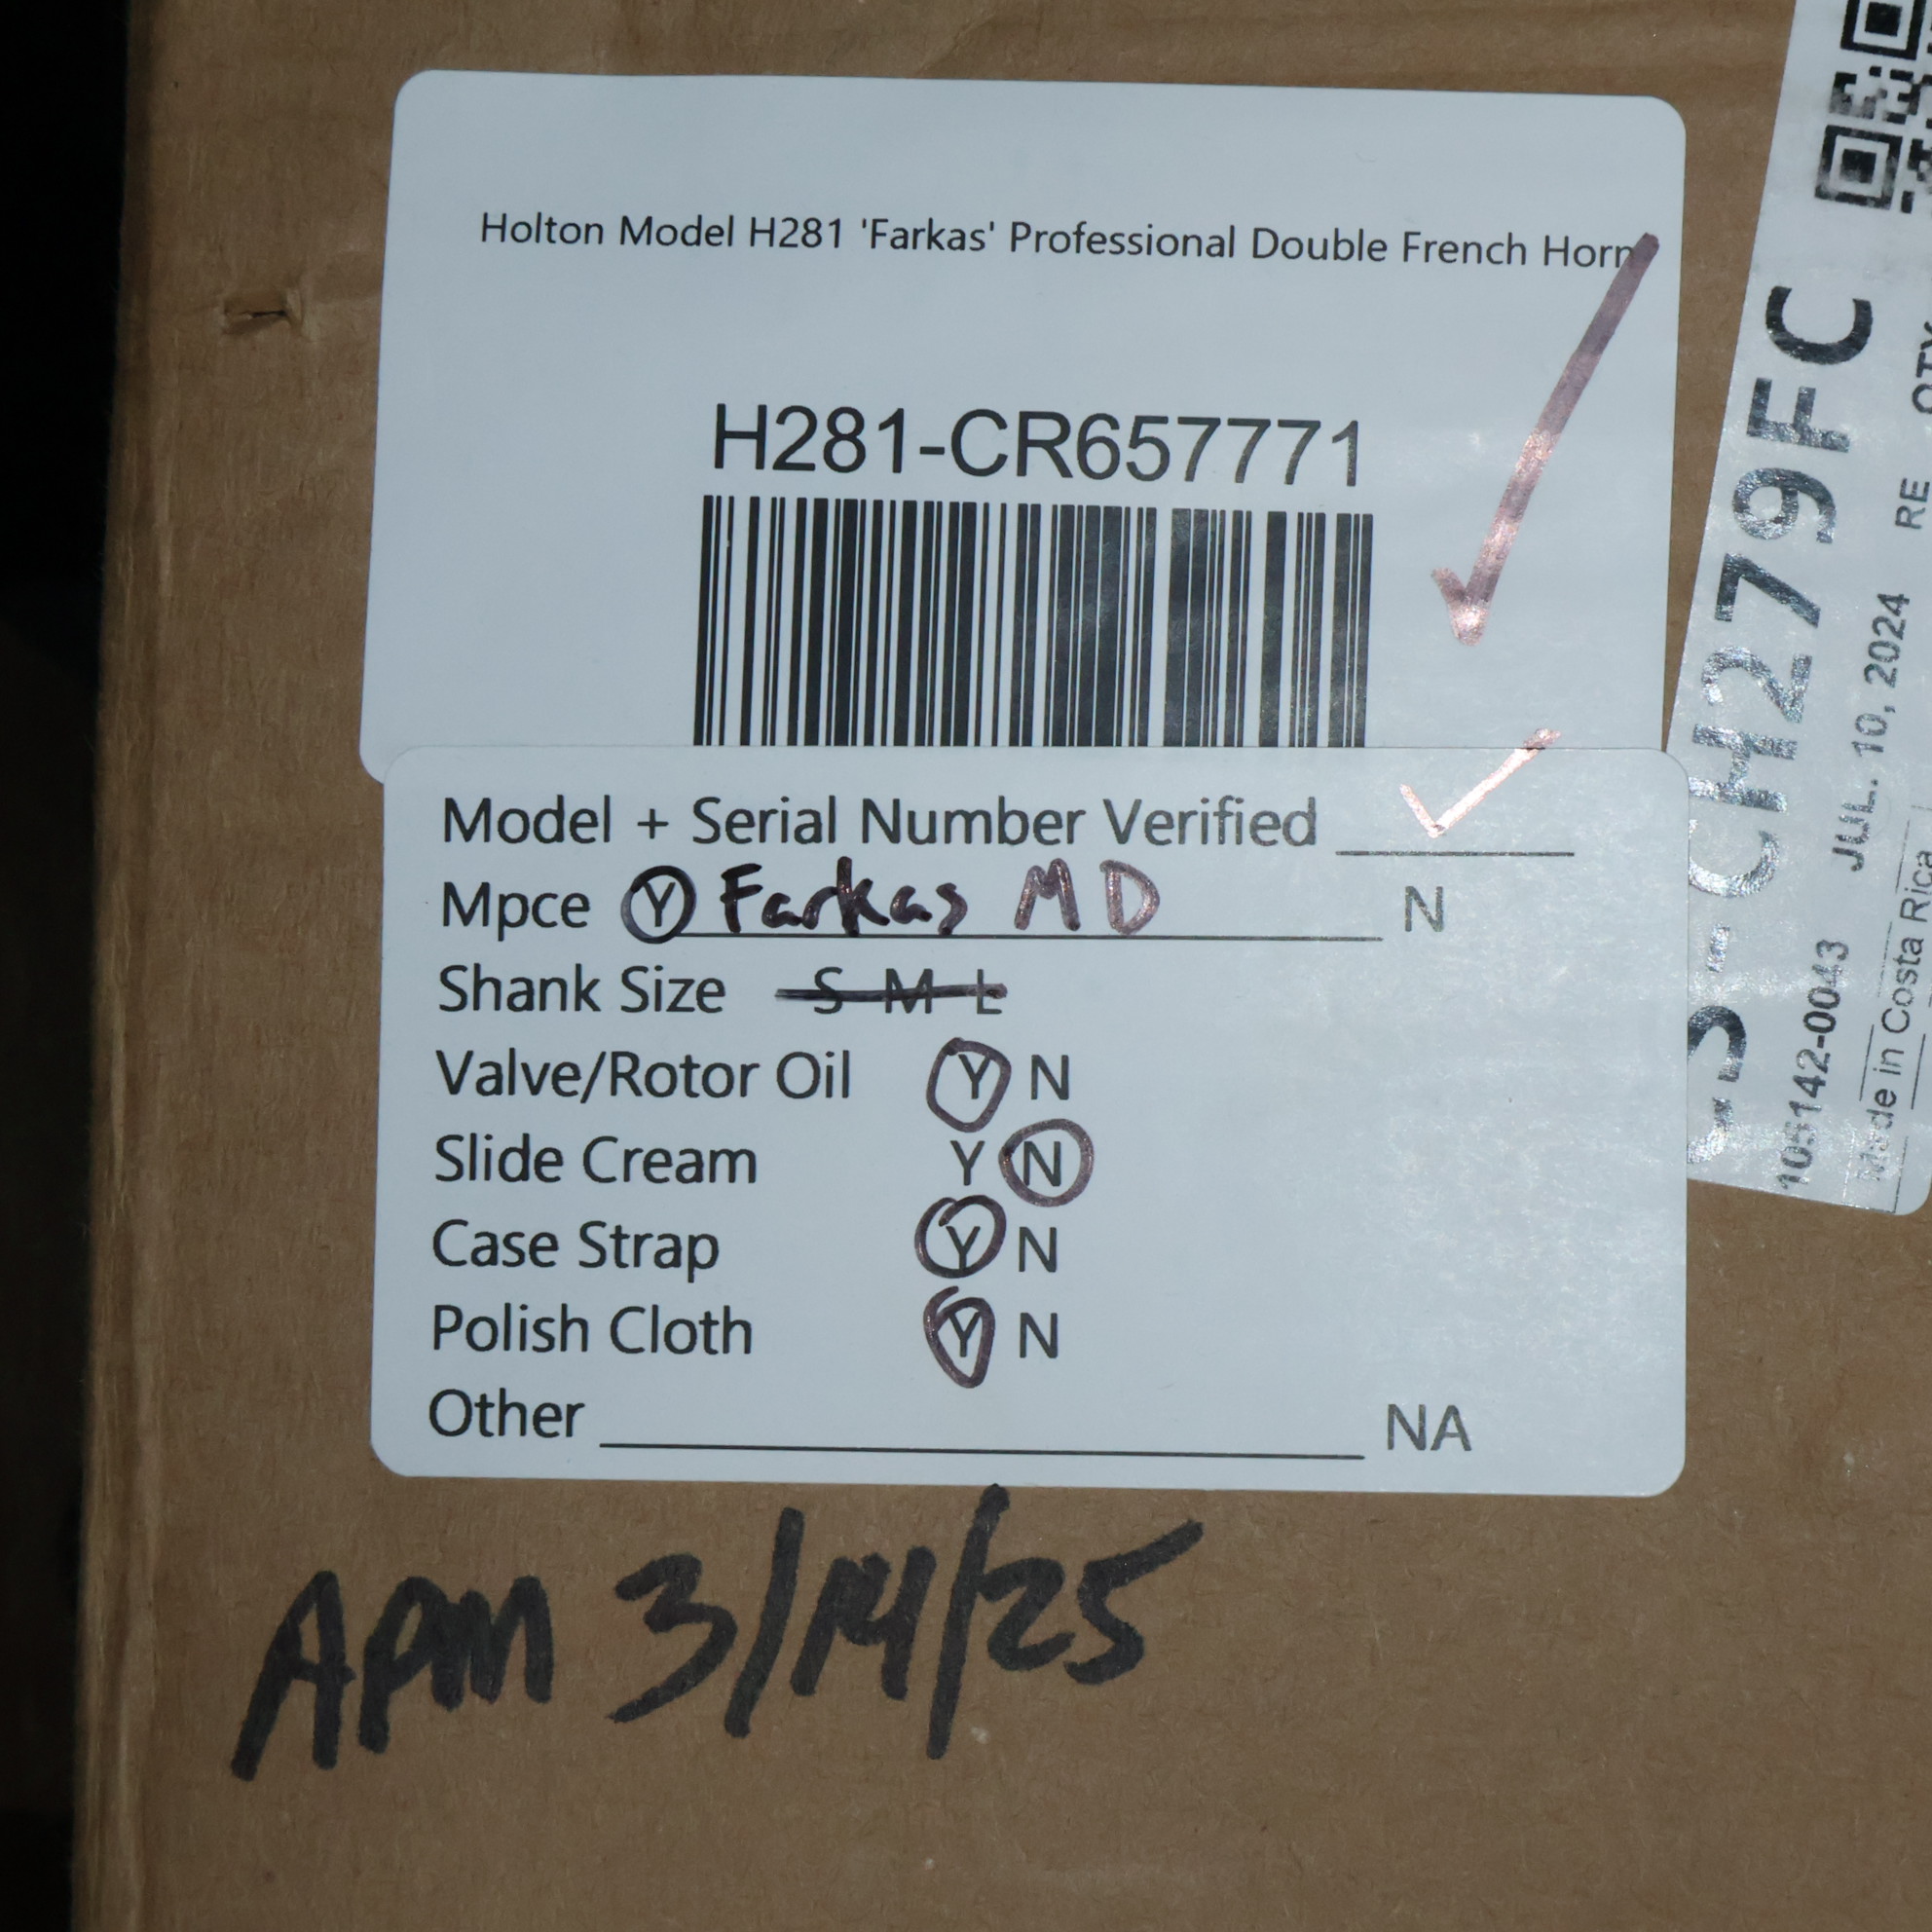 Holton Model H281 'Farkas' Professional Double French Horn
H281-CR657771
Model + Serial Number Verified ✓
Mpce Y Farkas MD N
Shank Size S M L
Valve/Rotor Oil Y N
Slide Cream Y N
Case Strap Y N
Polish Cloth Y N
Other NA
APM 3/14/25
CH279FC
105142-0043 JUL. 10, 2024 RE QTY
Made in Costa Rica